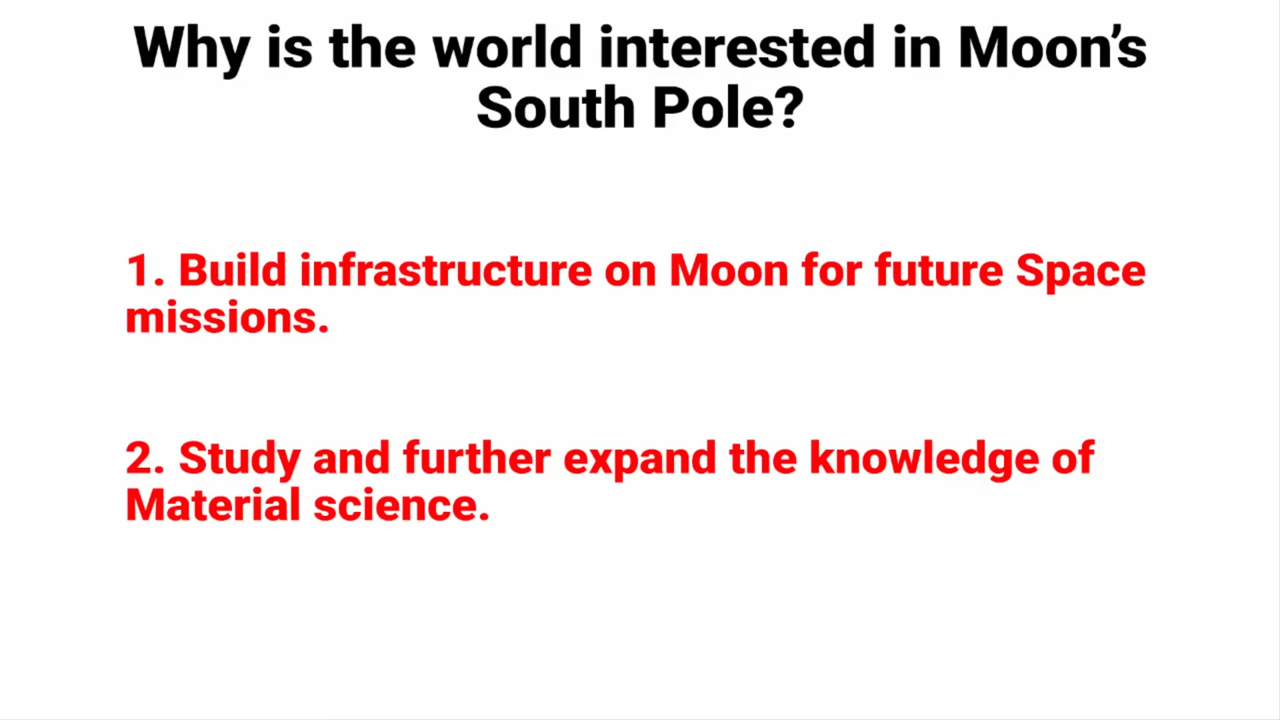 Why is the world interested in Moon’s
South Pole?
1. Build infrastructure on Moon for future Space
missions.
2. Study and further expand the knowledge of
Material science.